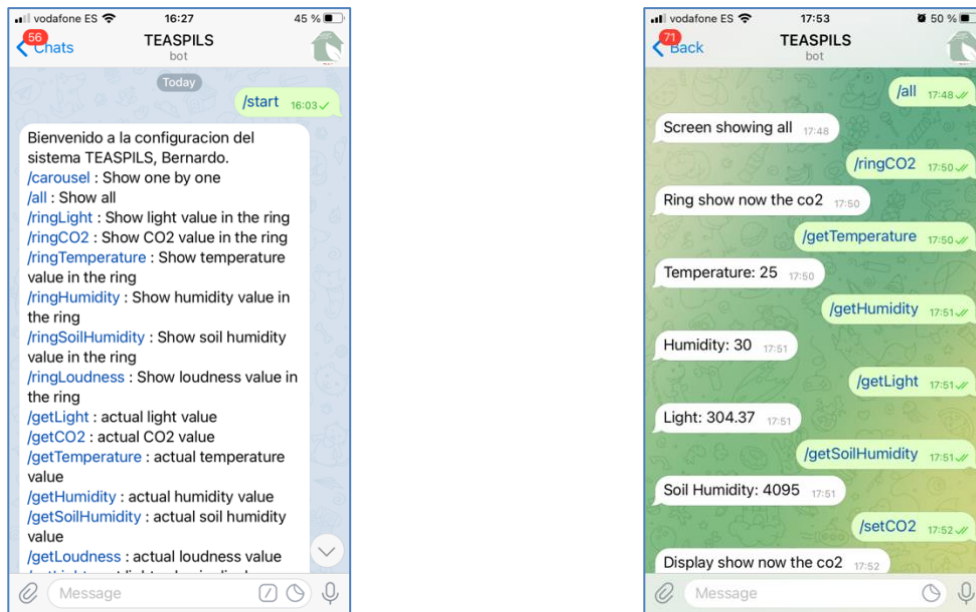 vodafone ES 16:27 45 %
56
Chats TEASPILS
bot
Today
/start 16:03
Bienvenido a la configuracion del
sistema TEASPILS, Bernardo.
/carousel : Show one by one
/all : Show all
/ringLight : Show light value in the ring
/ringCO2 : Show CO2 value in the ring
/ringTemperature : Show temperature
value in the ring
/ringHumidity : Show humidity value in
the ring
/ringSoilHumidity : Show soil humidity
value in the ring
/ringLoudness : Show loudness value in
the ring
/getLight : actual light value
/getCO2 : actual CO2 value
/getTemperature : actual temperature
value
/getHumidity : actual humidity value
/getSoilHumidity : actual soil humidity
value
/getLoudness : actual loudness value
Message
vodafone ES 17:53 50 %
71
Back TEASPILS
bot
/all 17:48
Screen showing all 17:48
/ringCO2 17:50
Ring show now the co2 17:50
/getTemperature 17:50
Temperature: 25 17:50
/getHumidity 17:51
Humidity: 30 17:51
/getLight 17:51
Light: 304.37 17:51
/getSoilHumidity 17:51
Soil Humidity: 4095 17:51
/setCO2 17:52
Display show now the co2 17:52
Message